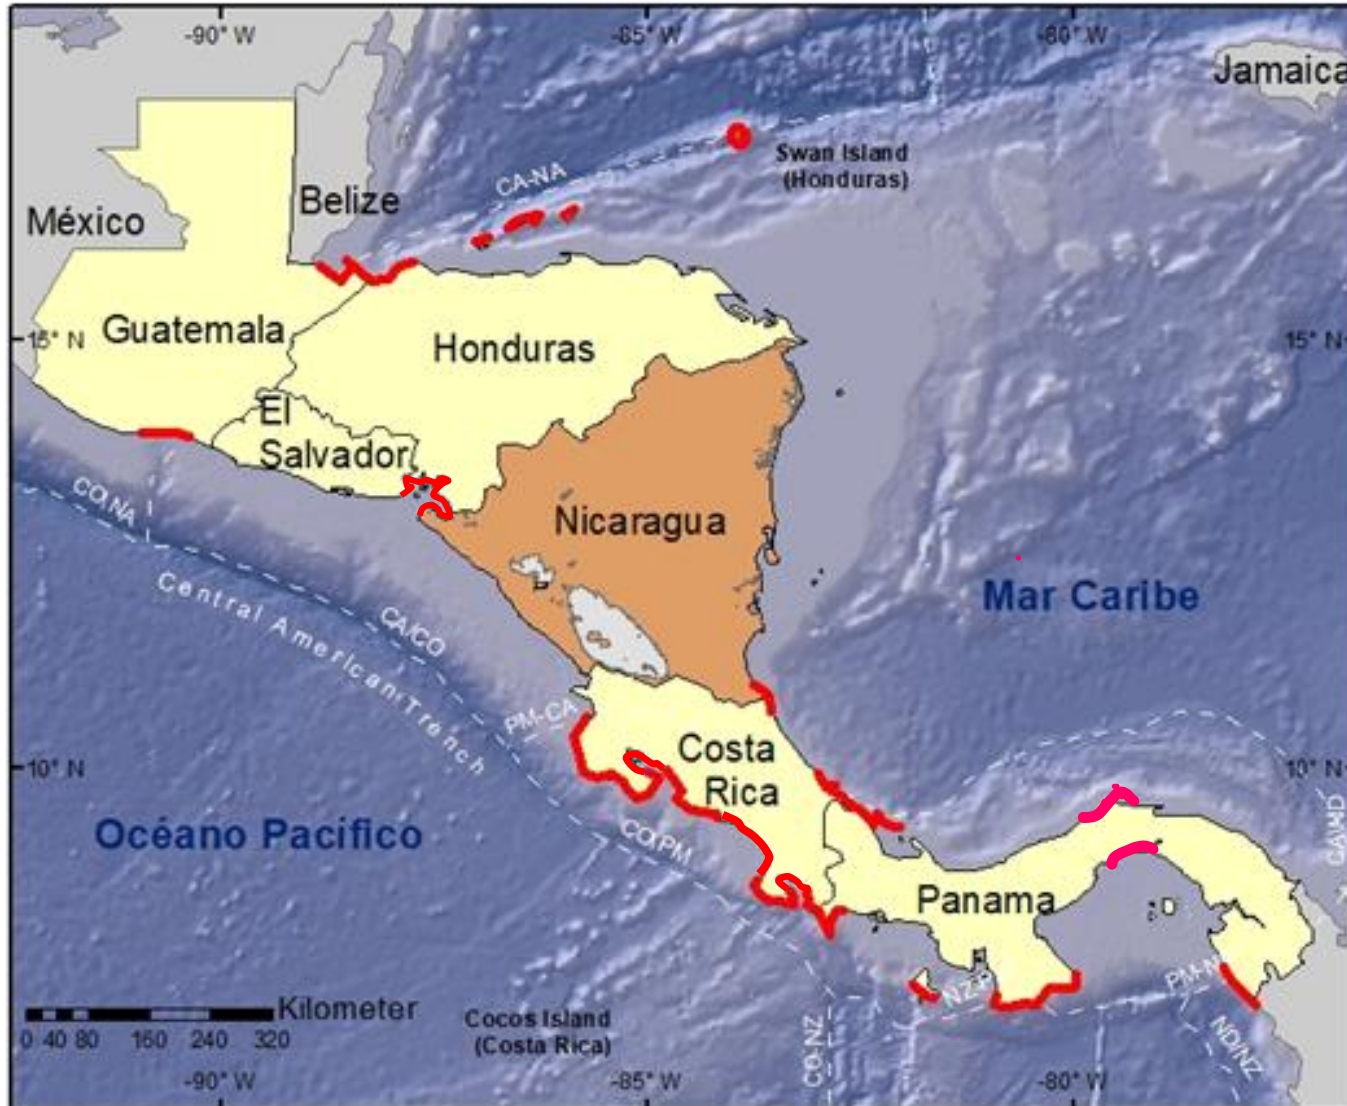 -90° W
-85° W
-80° W
Jamaica
Swan Island
(Honduras)
CA-NA
Belize
México
Guatemala
15° N
Honduras
15° N
El
Salvador
CO/NA
Nicaragua
Mar Caribe
Central American Trench
CA/CO
PM-CA
Costa
Rica
10° N
10° N
Océano Pacífico
CO/PM
CA/ND
Panama
PM-N
NZ-P
Kilometer
0 40 80 160 240 320
Cocos Island
(Costa Rica)
CO-NZ
ND/NZ
-90° W
-85° W
-80° W